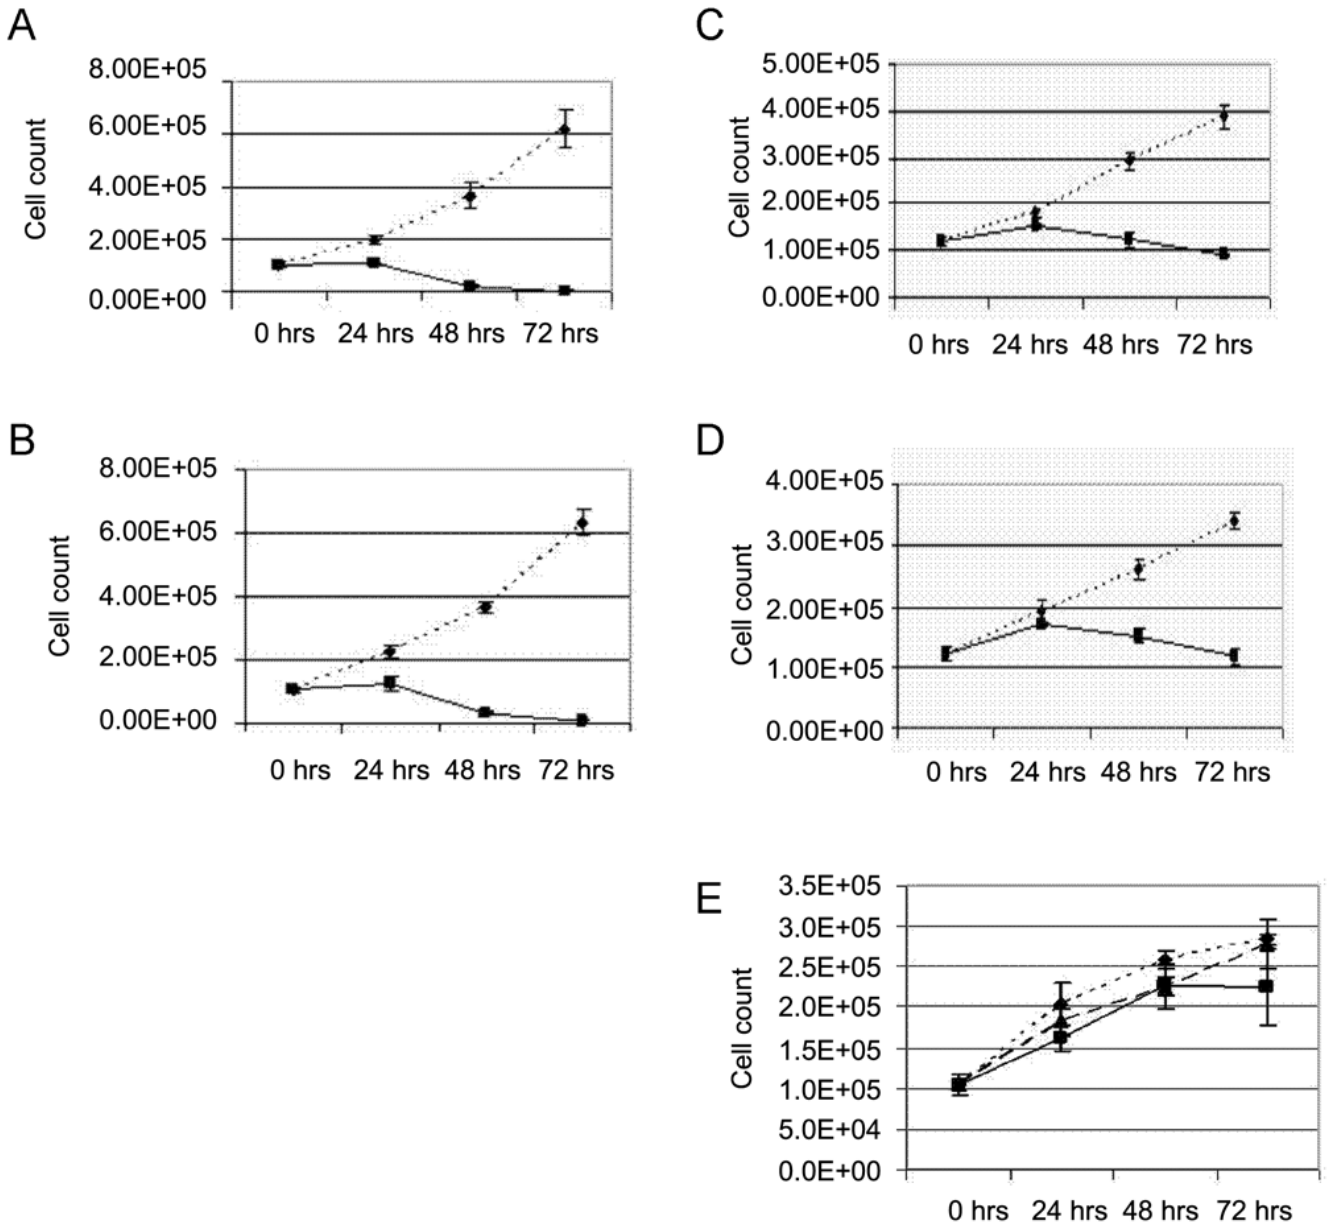 A
8.00E+05
6.00E+05
4.00E+05
2.00E+05
0.00E+00
Cell count
0 hrs 24 hrs 48 hrs 72 hrs
B
8.00E+05
6.00E+05
4.00E+05
2.00E+05
0.00E+00
Cell count
0 hrs 24 hrs 48 hrs 72 hrs
C
5.00E+05
4.00E+05
3.00E+05
2.00E+05
1.00E+05
0.00E+00
Cell count
0 hrs 24 hrs 48 hrs 72 hrs
D
4.00E+05
3.00E+05
2.00E+05
1.00E+05
0.00E+00
Cell count
0 hrs 24 hrs 48 hrs 72 hrs
E
3.5E+05
3.0E+05
2.5E+05
2.0E+05
1.5E+05
1.0E+05
5.0E+04
0.0E+00
Cell count
0 hrs 24 hrs 48 hrs 72 hrs